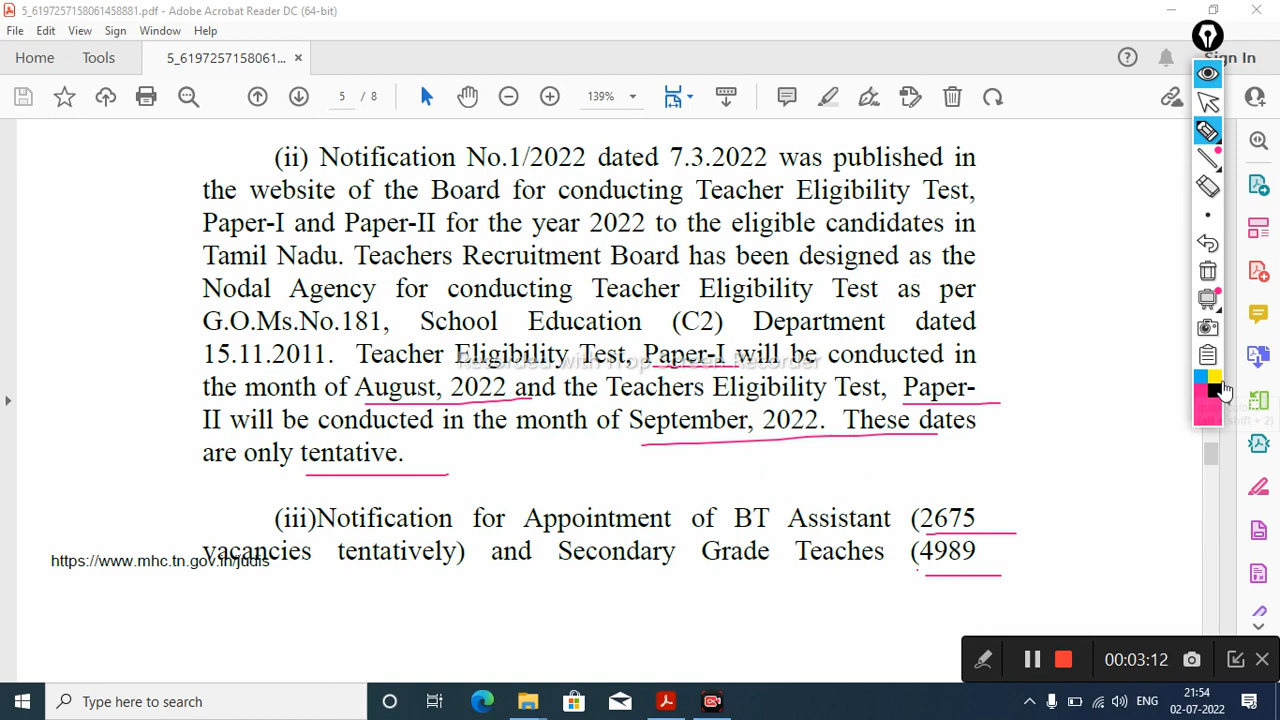 5_6197257158061458881.pdf - Adobe Acrobat Reader DC (64-bit)
File Edit View Sign Window Help
Home Tools 5_6197257158061... Sign In
5 / 8 139%
(ii) Notification No.1/2022 dated 7.3.2022 was published in
the website of the Board for conducting Teacher Eligibility Test,
Paper-I and Paper-II for the year 2022 to the eligible candidates in
Tamil Nadu. Teachers Recruitment Board has been designed as the
Nodal Agency for conducting Teacher Eligibility Test as per
G.O.Ms.No.181, School Education (C2) Department dated
15.11.2011. Teacher Eligibility Test, Paper-I will be conducted in
Recorded with iTop Screen Recorder
the month of August, 2022 and the Teachers Eligibility Test, Paper-
II will be conducted in the month of September, 2022. These dates
are only tentative.
(iii)Notification for Appointment of BT Assistant (2675
vacancies tentatively) and Secondary Grade Teaches (4989
https://www.mhc.tn.gov.in/judis
00:03:12
Type here to search
ENG
21:54
02-07-2022